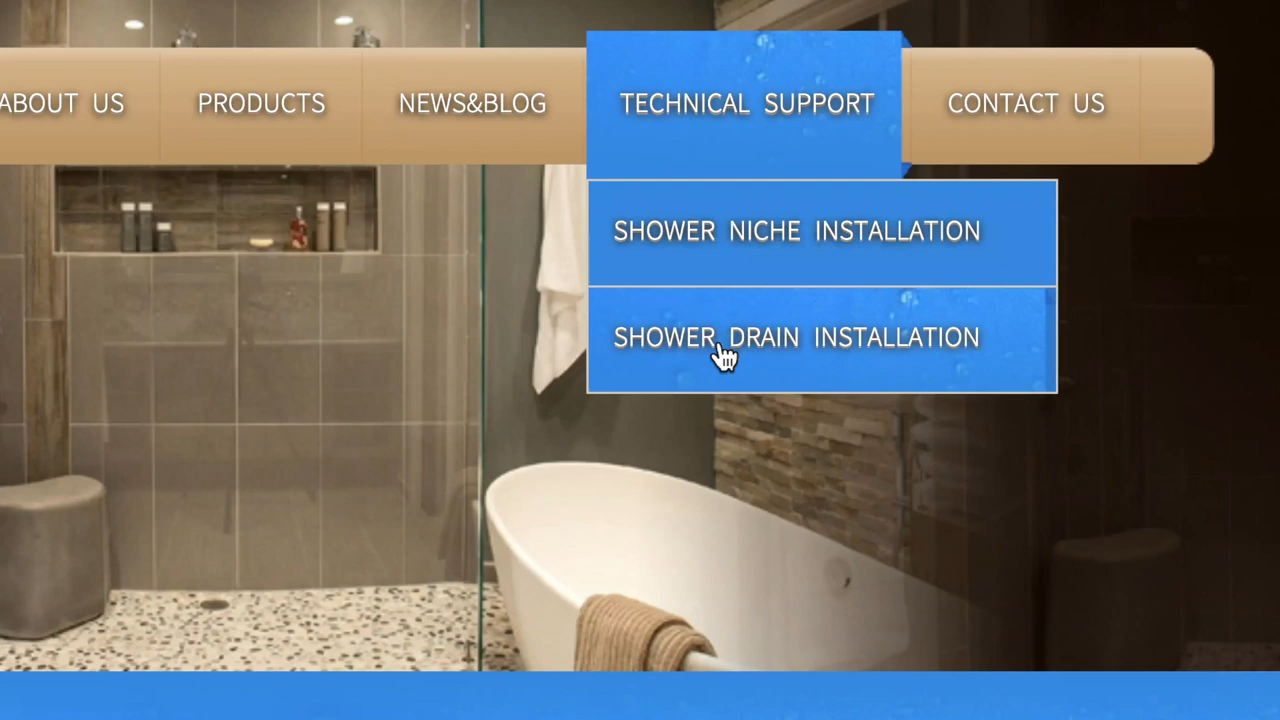 ABOUT US
PRODUCTS
NEWS&BLOG
TECHNICAL SUPPORT
CONTACT US
SHOWER NICHE INSTALLATION
SHOWER DRAIN INSTALLATION